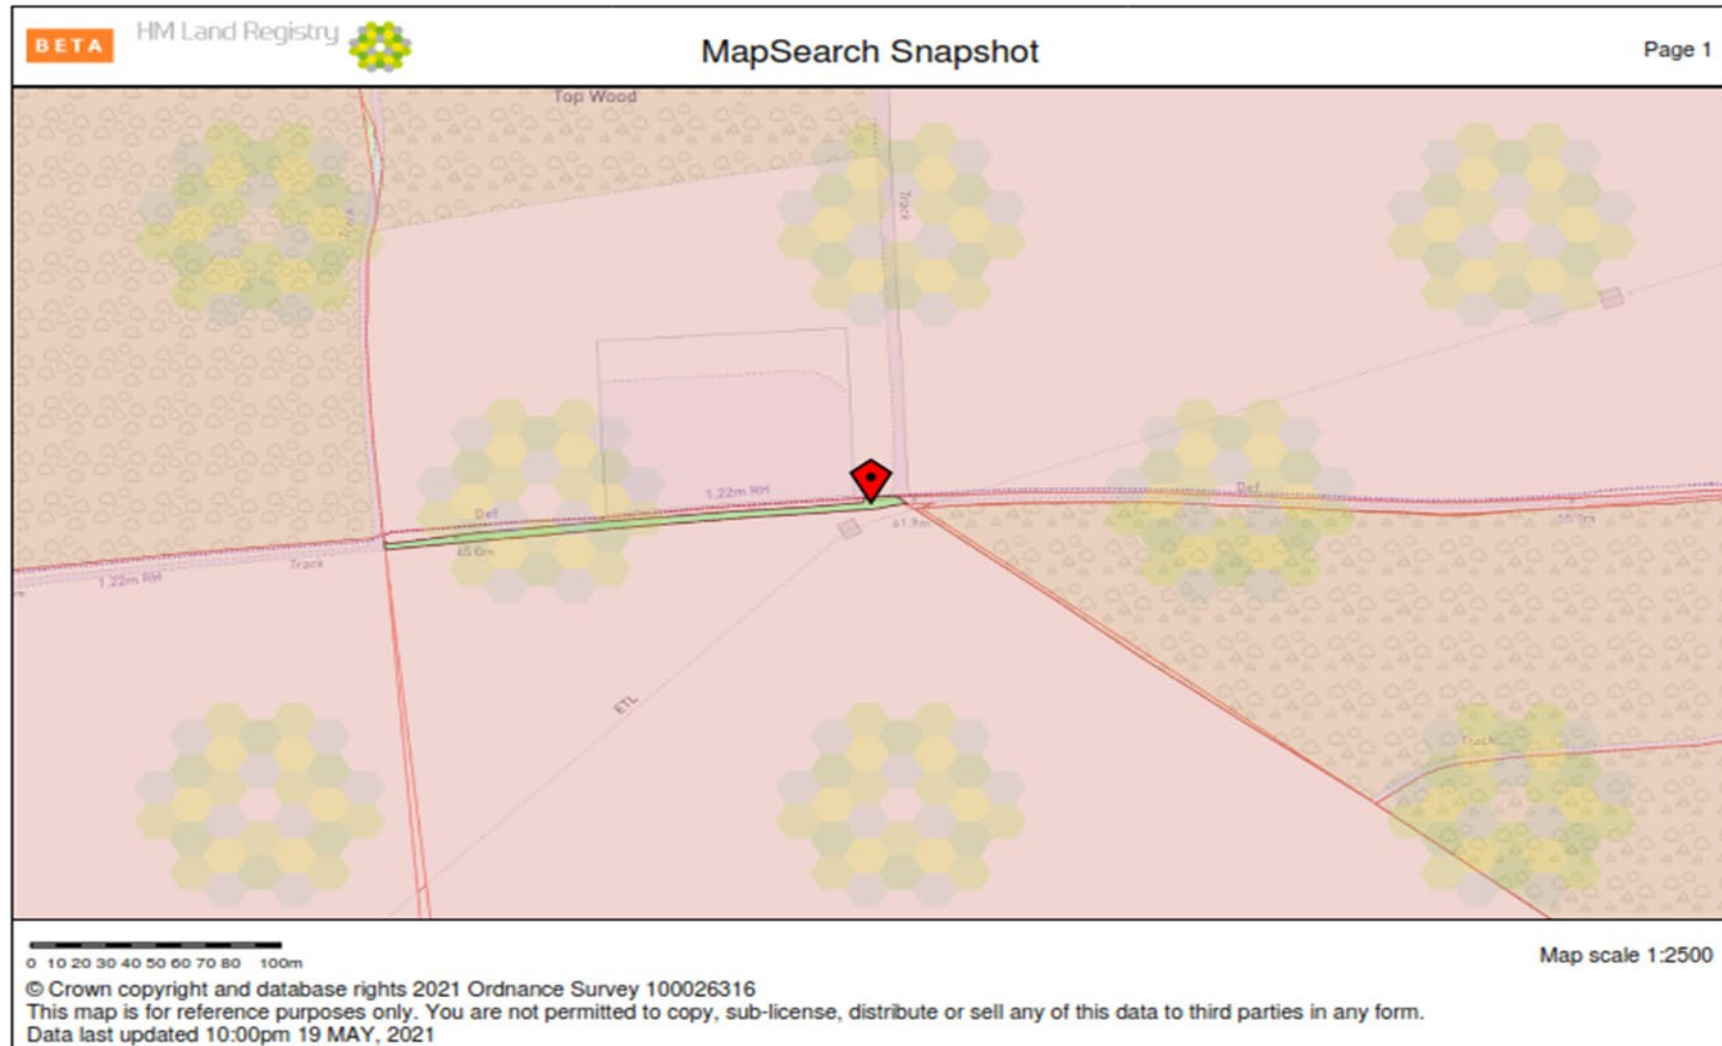 BETA
HM Land Registry
MapSearch Snapshot
Page 1
Top Wood
Track
Track
1.22m RH
Def
Def
45.0m
61.9m
Track
1.22m RH
ETL
Track
0 10 20 30 40 50 60 70 80 100m
Map scale 1:2500
© Crown copyright and database rights 2021 Ordnance Survey 100026316
This map is for reference purposes only. You are not permitted to copy, sub-license, distribute or sell any of this data to third parties in any form.
Data last updated 10:00pm 19 MAY, 2021